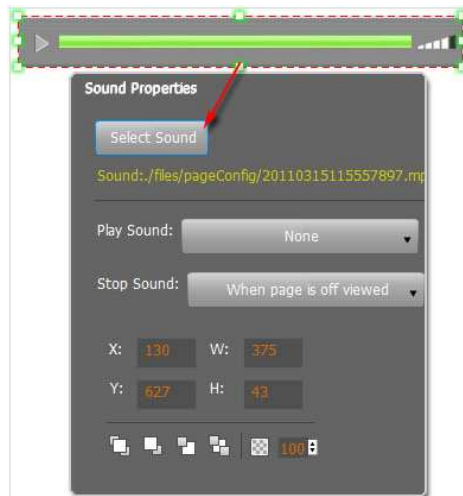 Sound Properties
Select Sound
Sound:./files/pageConfig/20110315115557897.mp
Play Sound: None
Stop Sound: When page is off viewed
X: 130 W: 375
Y: 627 H: 43
100